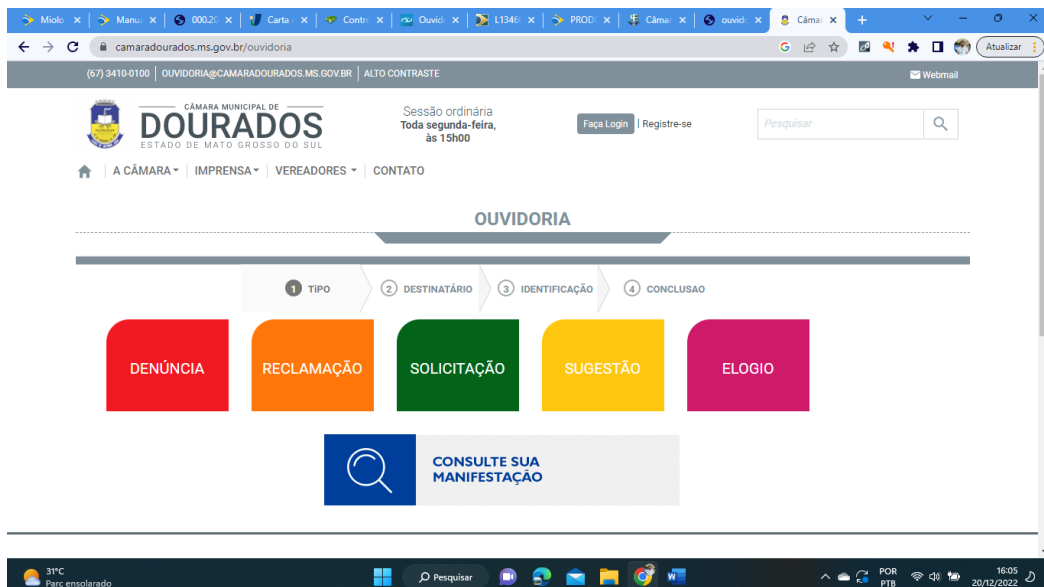 Miolo
Manu
000.20
Carta
Contro
Ouvid
L1346
PROD
Câmar
ouvido
Câmar
camaradourados.ms.gov.br/ouvidoria
Atualizar
(67) 3410-0100 | OUVIDORIA@CAMARADOURADOS.MS.GOV.BR | ALTO CONTRASTE
Webmail
CÂMARA MUNICIPAL DE
DOURADOS
ESTADO DE MATO GROSSO DO SUL
Sessão ordinária
Toda segunda-feira,
às 15h00
Faça Login | Registre-se
Pesquisar
A CÂMARA | IMPRENSA | VEREADORES | CONTATO
OUVIDORIA
1 TIPO
2 DESTINATÁRIO
3 IDENTIFICAÇÃO
4 CONCLUSAO
DENÚNCIA
RECLAMAÇÃO
SOLICITAÇÃO
SUGESTÃO
ELOGIO
CONSULTE SUA
MANIFESTAÇÃO
31°C
Parc ensolarado
Pesquisar
POR
PTB
16:05
20/12/2022